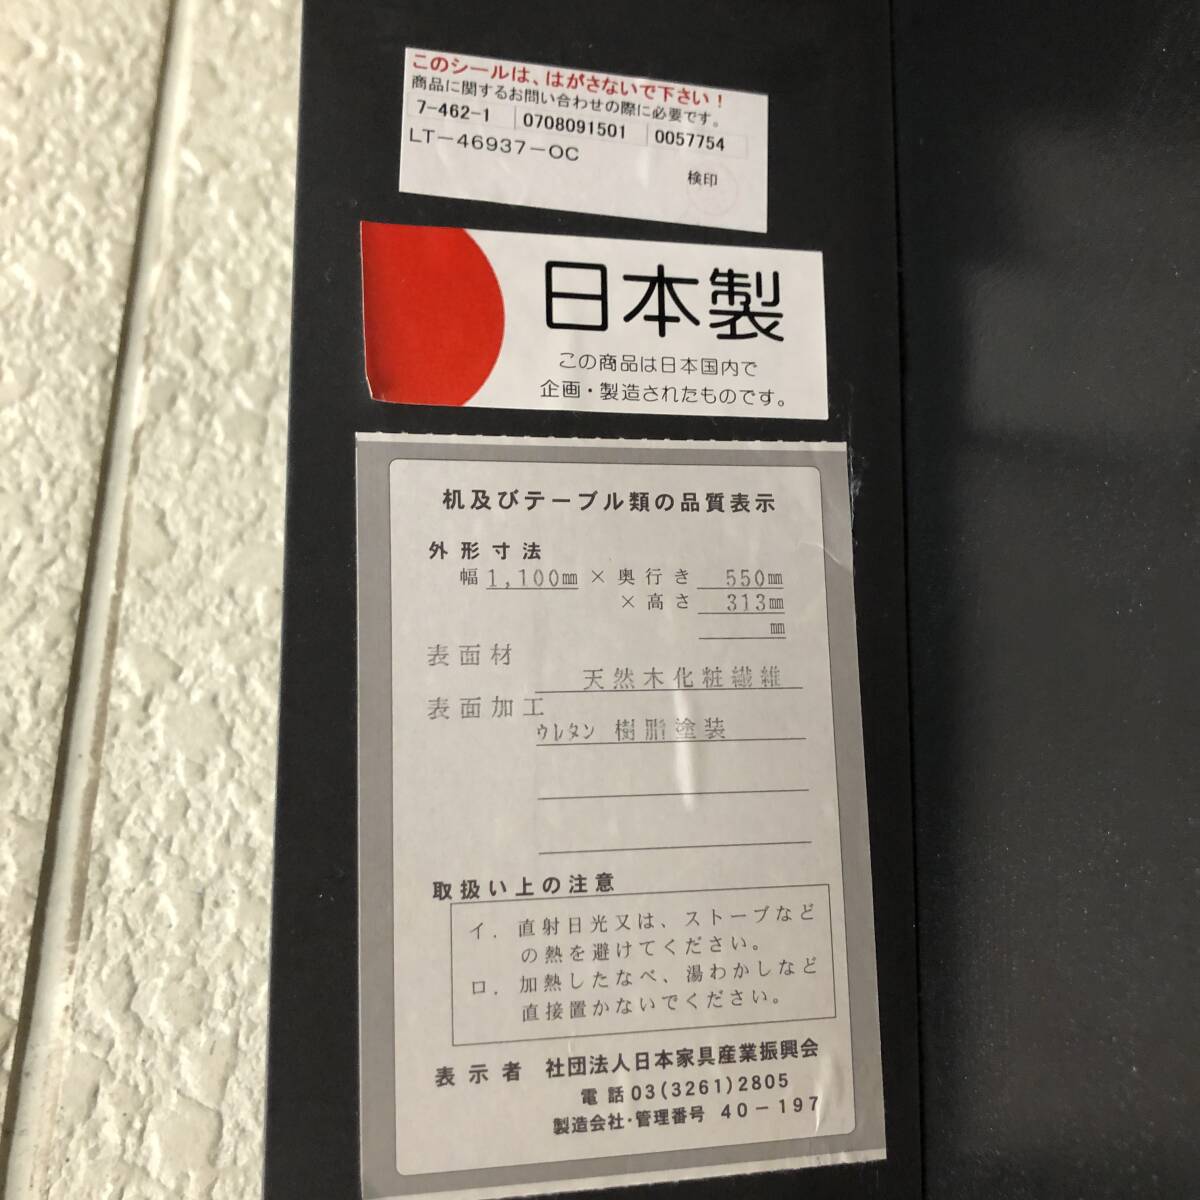 このシールは、はがさないで下さい！
商品に関するお問い合わせの際に必要です。
7-462-1 0708091501 0057754
LT-46937-OC
検印
日本製
この商品は日本国内で
企画・製造されたものです。
机及びテーブル類の品質表示
外形寸法
幅 1,100㎜ × 奥行き 550㎜
× 高さ 313㎜
㎜
表面材
天然木化粧繊維
表面加工
ｳﾚﾀﾝ 樹脂塗装
取扱い上の注意
イ. 直射日光又は、ストーブなど
の熱を避けてください。
ロ. 加熱したなべ、湯わかしなど
直接置かないでください。
表示者 社団法人日本家具産業振興会
電話 03(3261)2805
製造会社・管理番号 40-197